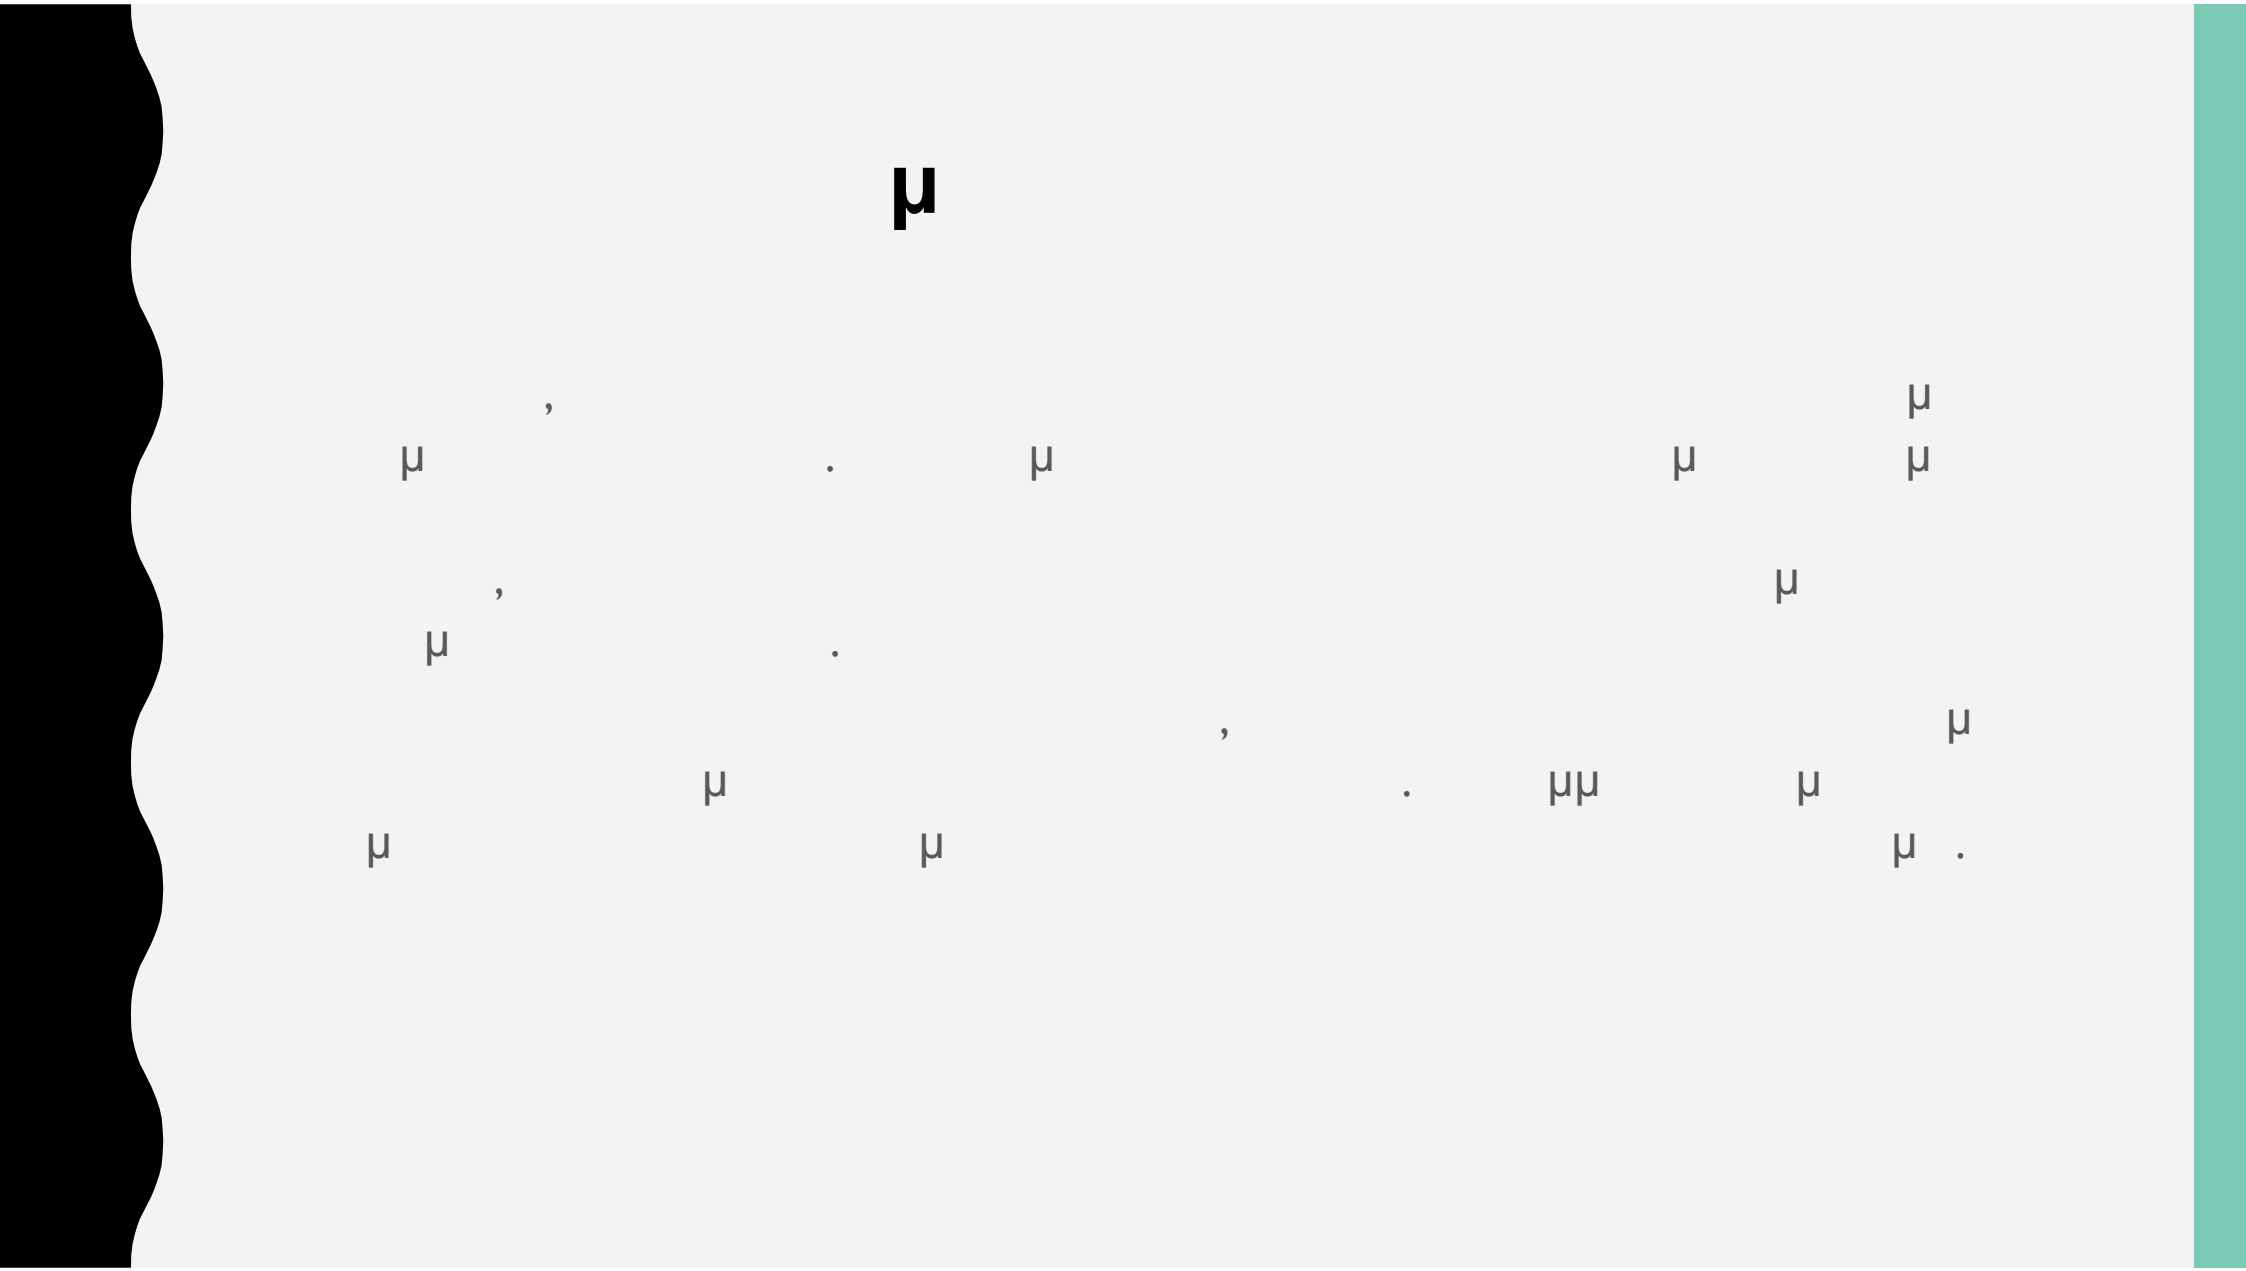 μ
, μ
μ . μ μ μ
, μ
μ .
, μ
μ . μμ μ
μ μ μ .